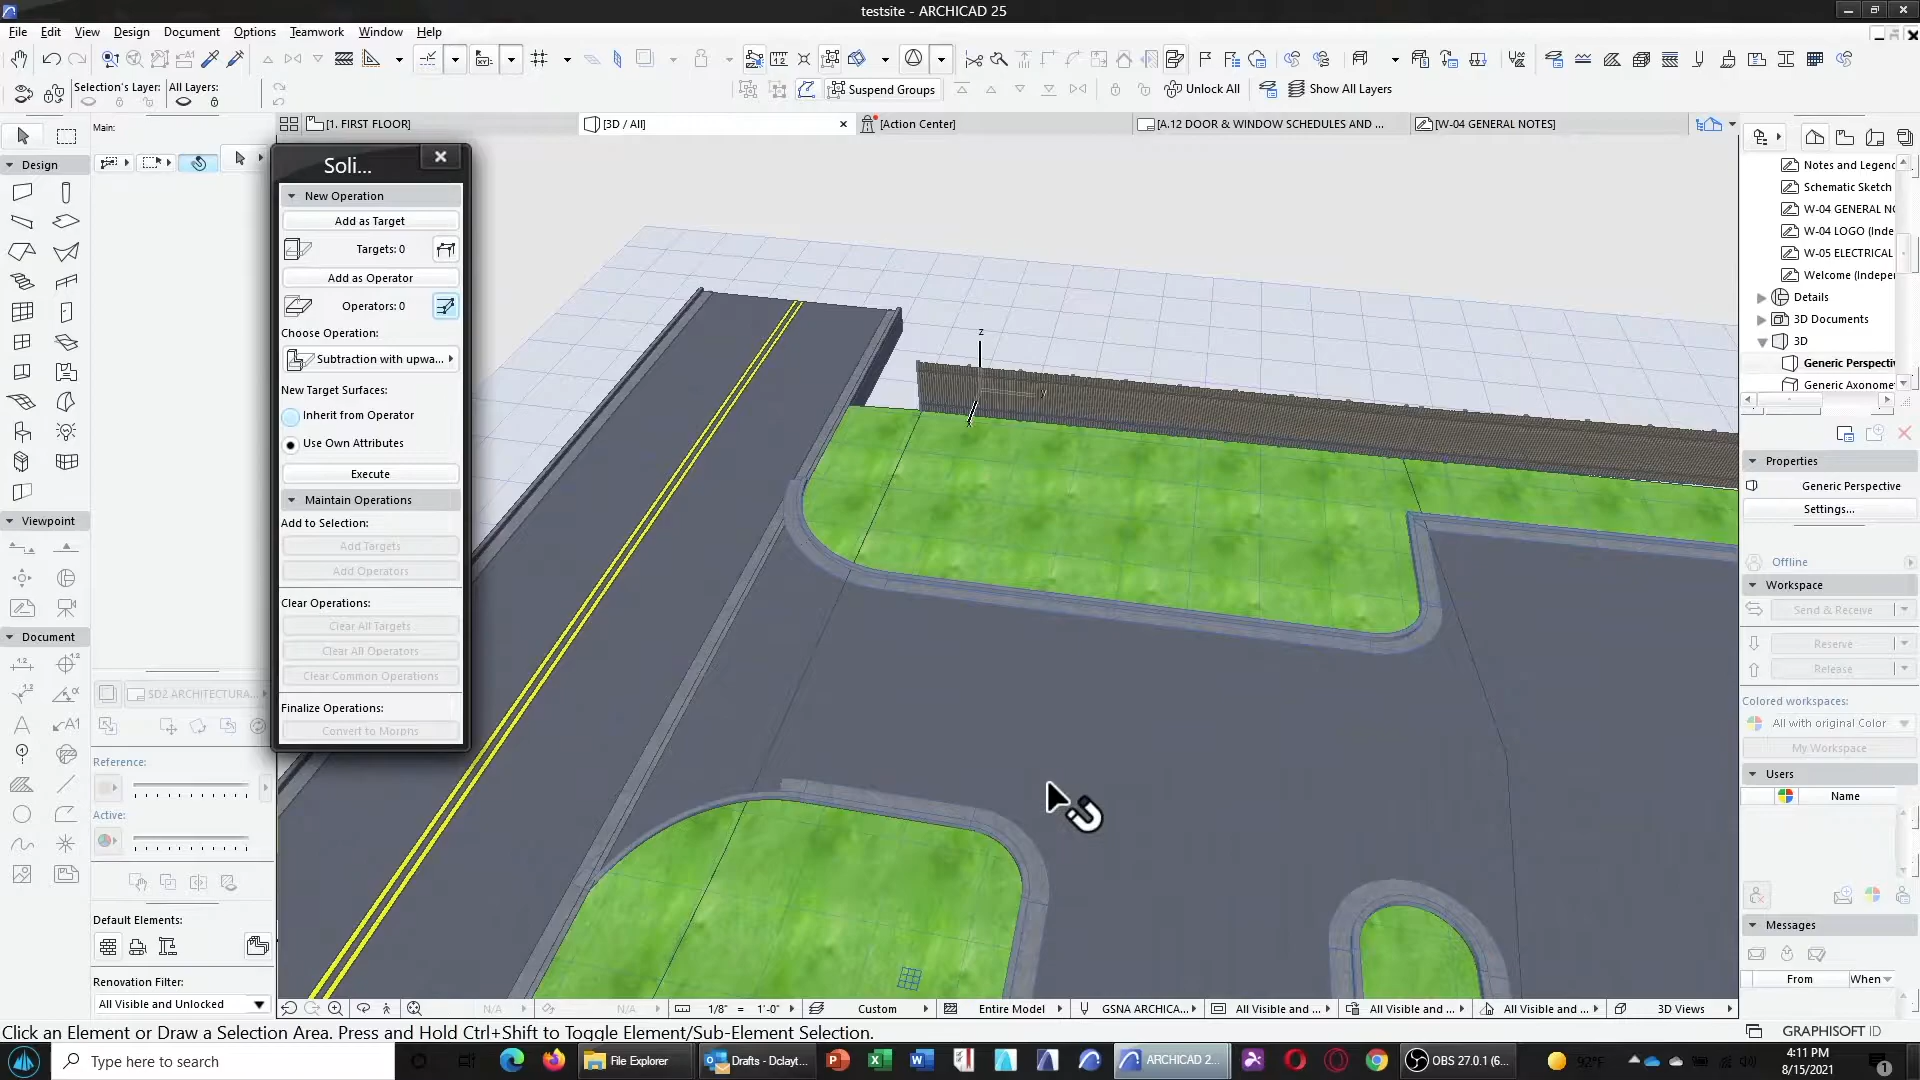 testsite - ARCHICAD 25
File Edit View Design Document Options Teamwork Window Help
Selection's Layer: All Layers:
Suspend Groups
Unlock All
Show All Layers
Main:
[1. FIRST FLOOR]
[3D / All]
[Action Center]
[A.12 DOOR & WINDOW SCHEDULES AND ...
[W-04 GENERAL NOTES]
Design
Viewpoint
Document
SD2 ARCHITECTURA...
Reference:
Active:
Default Elements:
Renovation Filter:
All Visible and Unlocked
Soli...
New Operation
Add as Target
Targets: 0
Add as Operator
Operators: 0
Choose Operation:
Subtraction with upwa...
New Target Surfaces:
Inherit from Operator
Use Own Attributes
Execute
Maintain Operations
Add to Selection:
Add Targets
Add Operators
Clear Operations:
Clear All Targets
Clear All Operators
Clear Common Operations
Finalize Operations:
Convert to Morphs
z
y
x
Notes and Legend
Schematic Sketch
W-04 GENERAL NO
W-04 LOGO (Inde
W-05 ELECTRICAL
Welcome (Indepe
Details
3D Documents
3D
Generic Perspecti
Generic Axonome
Properties
Generic Perspective
Settings...
Offline
Workspace
Send & Receive
Reserve
Release
Colored workspaces:
All with original Color
My Workspace
Users
Name
Messages
From When
N/A N/A 1/8" = 1'-0" Custom Entire Model GSNA ARCHICA... All Visible and ... All Visible and ... All Visible and ... 3D Views
Click an Element or Draw a Selection Area. Press and Hold Ctrl+Shift to Toggle Element/Sub-Element Selection.
GRAPHISOFT ID
Type here to search
File Explorer
Drafts - Dclayt...
ARCHICAD 2...
OBS 27.0.1 (6...
92°F
4:11 PM
8/15/2021